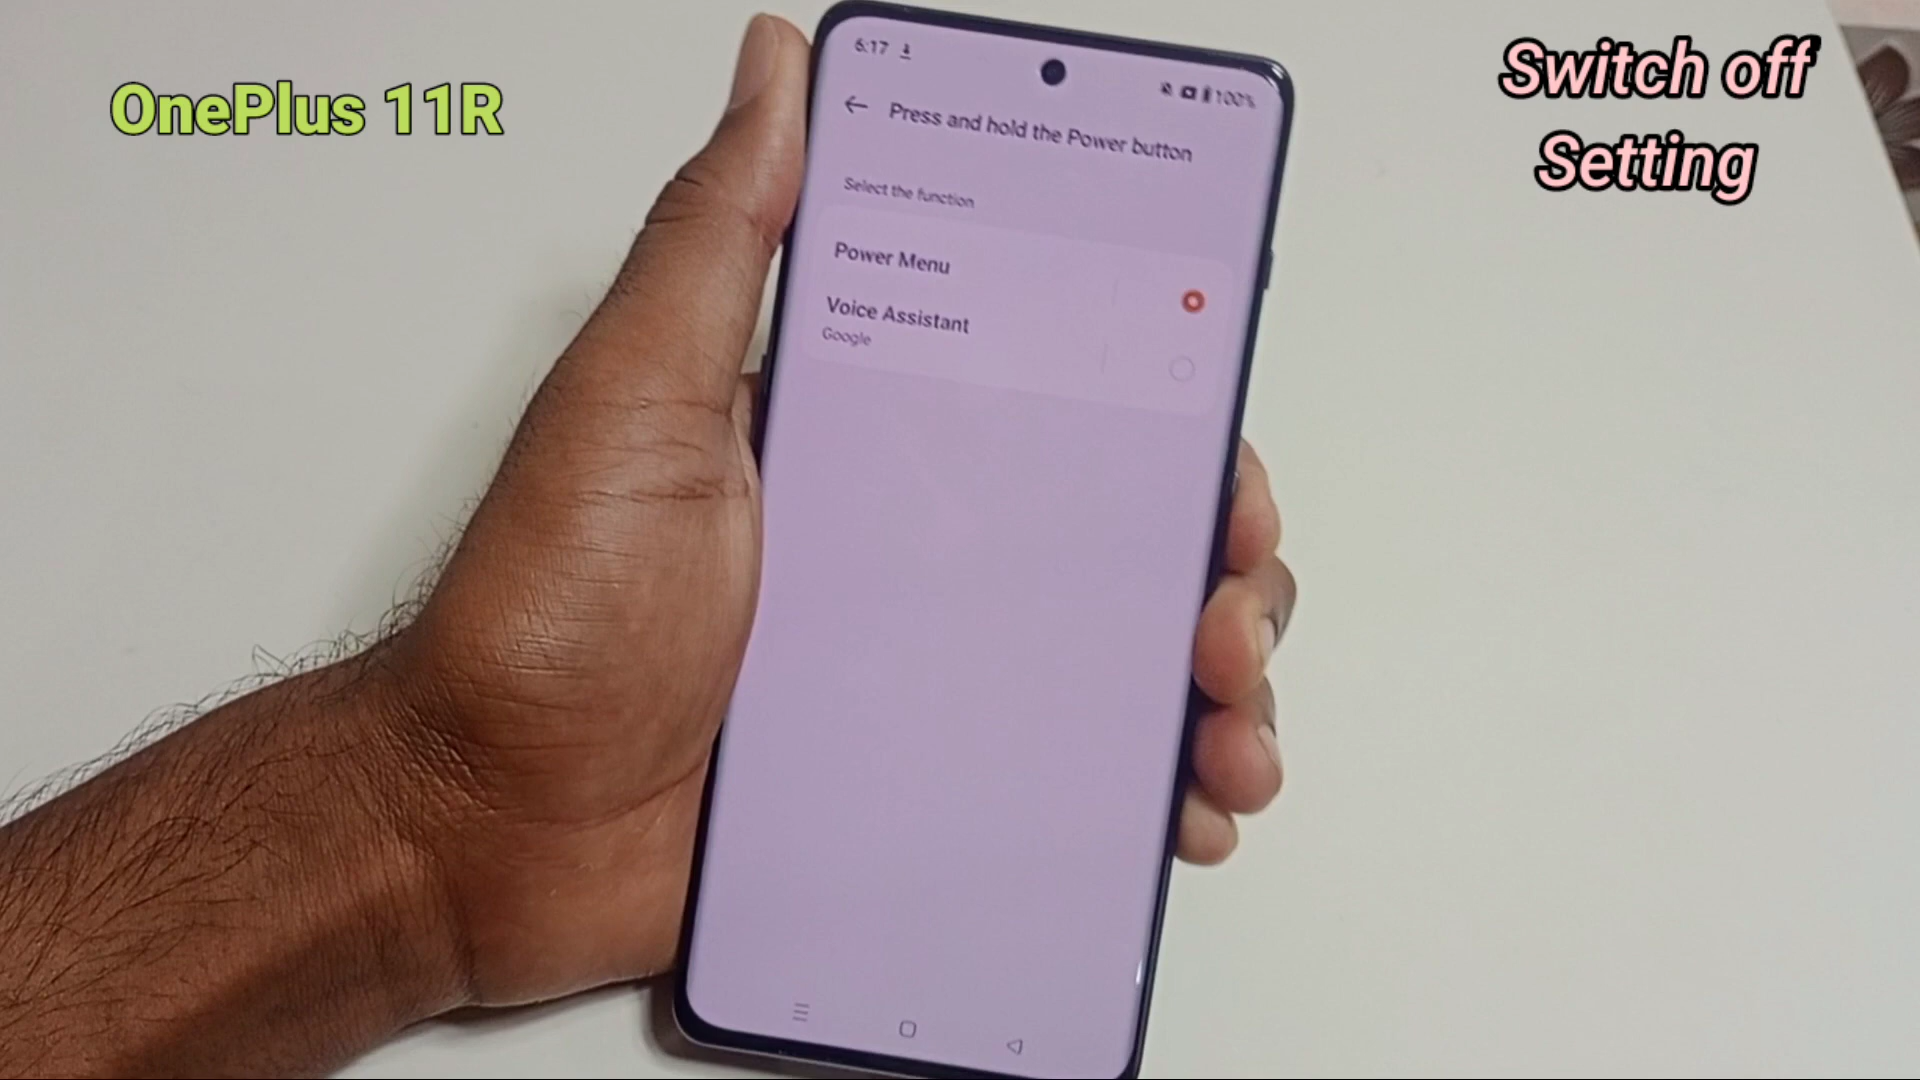 OnePlus 11R
Switch off
Setting
6:17
100%
Press and hold the Power button
Select the function
Power Menu
Voice Assistant
Google